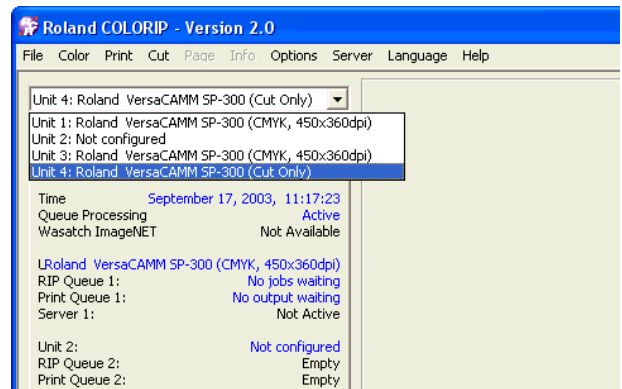 Roland COLORIP - Version 2.0
File Color Print Cut Page Info Options Server Language Help
Unit 4: Roland VersaCAMM SP-300 (Cut Only)
Unit 1: Roland VersaCAMM SP-300 (CMYK, 450x360dpi)
Unit 2: Not configured
Unit 3: Roland VersaCAMM SP-300 (CMYK, 450x360dpi)
Unit 4: Roland VersaCAMM SP-300 (Cut Only)
Time September 17, 2003, 11:17:23
Queue Processing Active
Wasatch ImageNET Not Available
URoland VersaCAMM SP-300 (CMYK, 450x360dpi)
RIP Queue 1: No jobs waiting
Print Queue 1: No output waiting
Server 1: Not Active
Unit 2: Not configured
RIP Queue 2: Empty
Print Queue 2: Empty